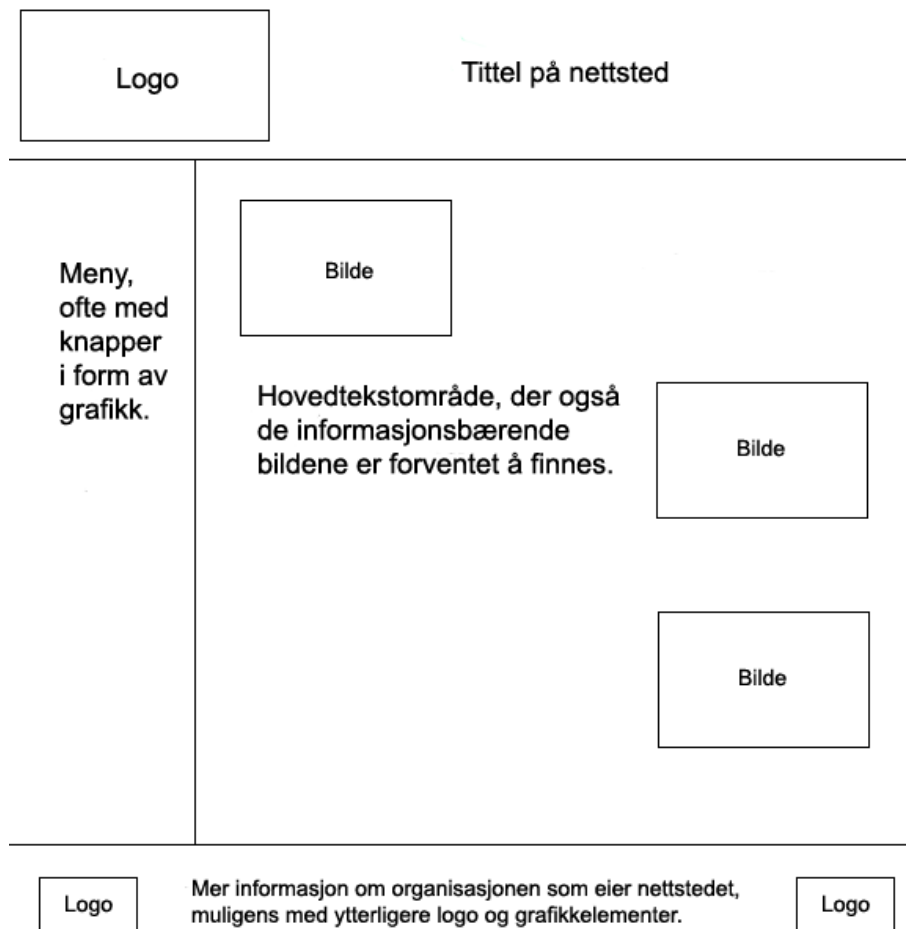 Logo
Tittel på nettsted
Meny,
ofte med
knapper
i form av
grafikk.
Bilde
Hovedtekstområde, der også
de informasjonsbærende
bildene er forventet å finnes.
Bilde
Bilde
Logo
Mer informasjon om organisasjonen som eier nettstedet,
muligens med ytterligere logo og grafikkelementer.
Logo